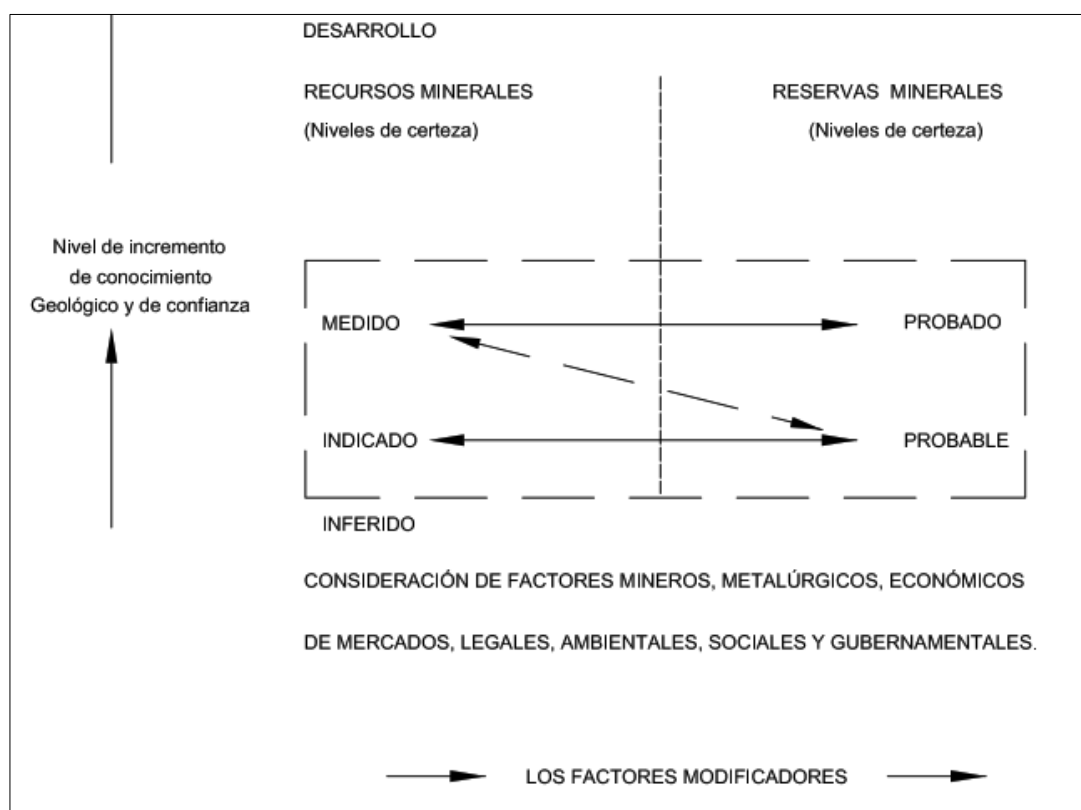 DESARROLLO
RECURSOS MINERALES
(Niveles de certeza)
RESERVAS MINERALES
(Niveles de certeza)
Nivel de incremento
de conocimiento
Geológico y de confianza
MEDIDO
PROBADO
INDICADO
PROBABLE
INFERIDO
CONSIDERACIÓN DE FACTORES MINEROS, METALÚRGICOS, ECONÓMICOS
DE MERCADOS, LEGALES, AMBIENTALES, SOCIALES Y GUBERNAMENTALES.
LOS FACTORES MODIFICADORES